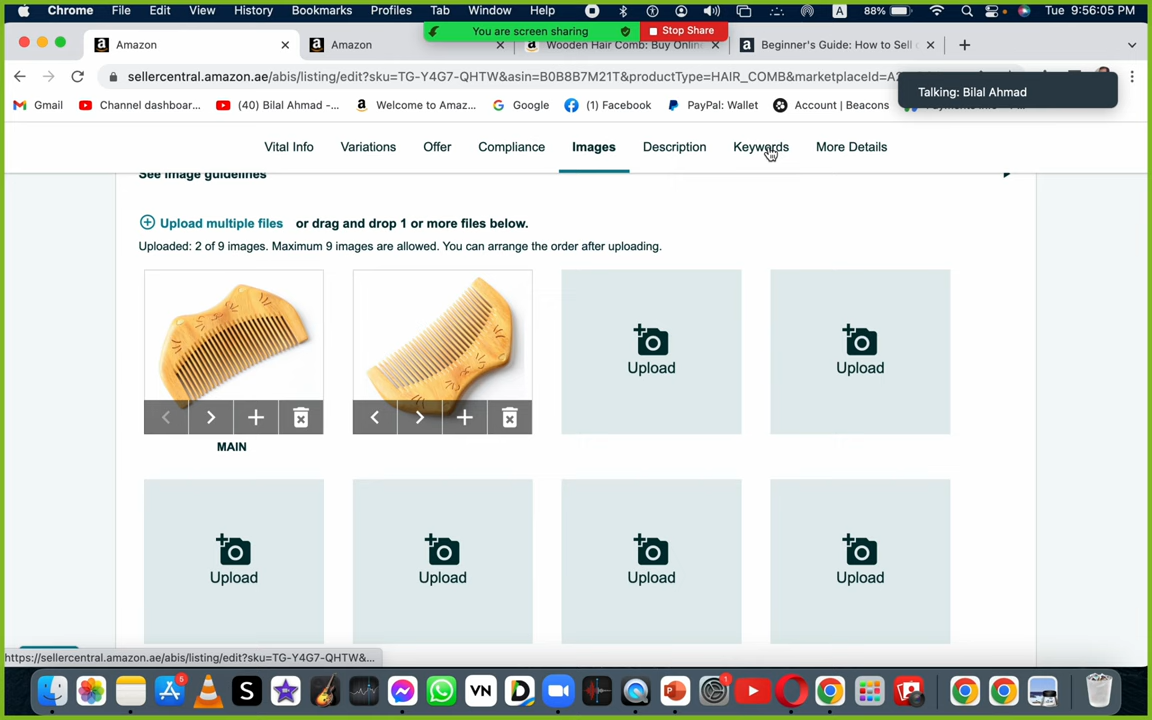 Chrome File Edit View History Bookmarks Profiles Tab Window Help A 88% Tue 9:56:05 PM
You are screen sharing Stop Share
Amazon Amazon Wooden Hair Comb: Buy Onlin Beginner's Guide: How to Sell
sellercentral.amazon.ae/abis/listing/edit?sku=TG-Y4G7-QHTW&asin=B0B8B7M21T&productType=HAIR_COMB&marketplaceId=A2
Talking: Bilal Ahmad
Gmail Channel dashboar... (40) Bilal Ahmad -... Welcome to Amaz... Google (1) Facebook PayPal: Wallet Account | Beacons
Vital Info Variations Offer Compliance Images Description Keywords More Details
See image guidelines
Upload multiple files or drag and drop 1 or more files below.
Uploaded: 2 of 9 images. Maximum 9 images are allowed. You can arrange the order after uploading.
Upload Upload
MAIN
Upload Upload Upload Upload
https://sellercentral.amazon.ae/abis/listing/edit?sku=TG-Y4G7-QHTW&...
5 S VN D 1